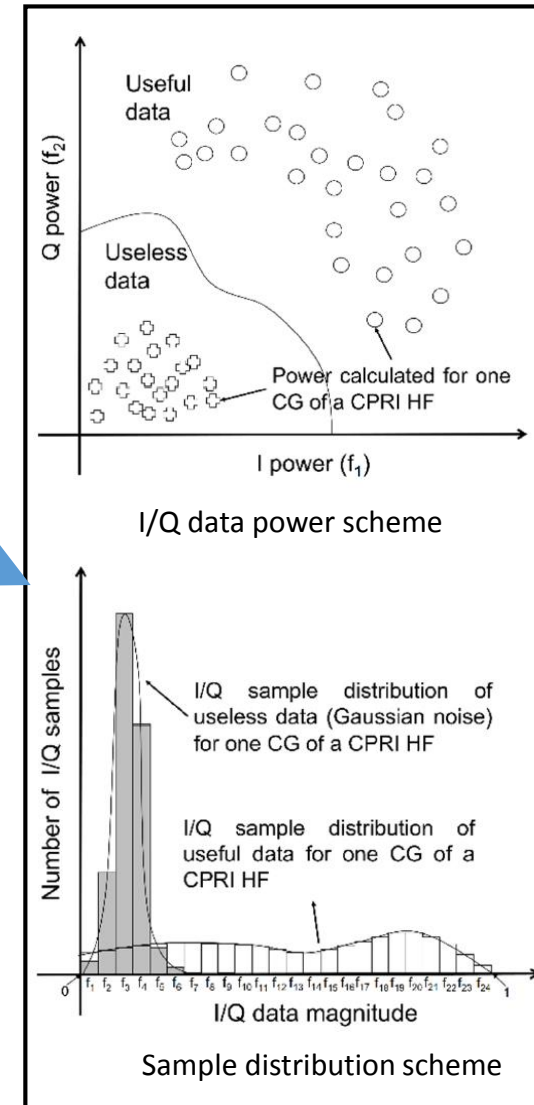 Useful
data
Q power (f₂)
Useless
data
Power calculated for one
CG of a CPRI HF
I power (f₁)
I/Q data power scheme
Number of I/Q samples
I/Q sample distribution of
useless data (Gaussian noise)
for one CG of a CPRI HF
I/Q sample distribution of
useful data for one CG of a
CPRI HF
0 f₁ f₂ f₃ f₄ f₅ f₆ f₇ f₈ f₉ f₁₀ f₁₁ f₁₂ f₁₃ f₁₄ f₁₅ f₁₆ f₁₇ f₁₈ f₁₉ f₂₀ f₂₁ f₂₂ f₂₃ f₂₄ 1
I/Q data magnitude
Sample distribution scheme